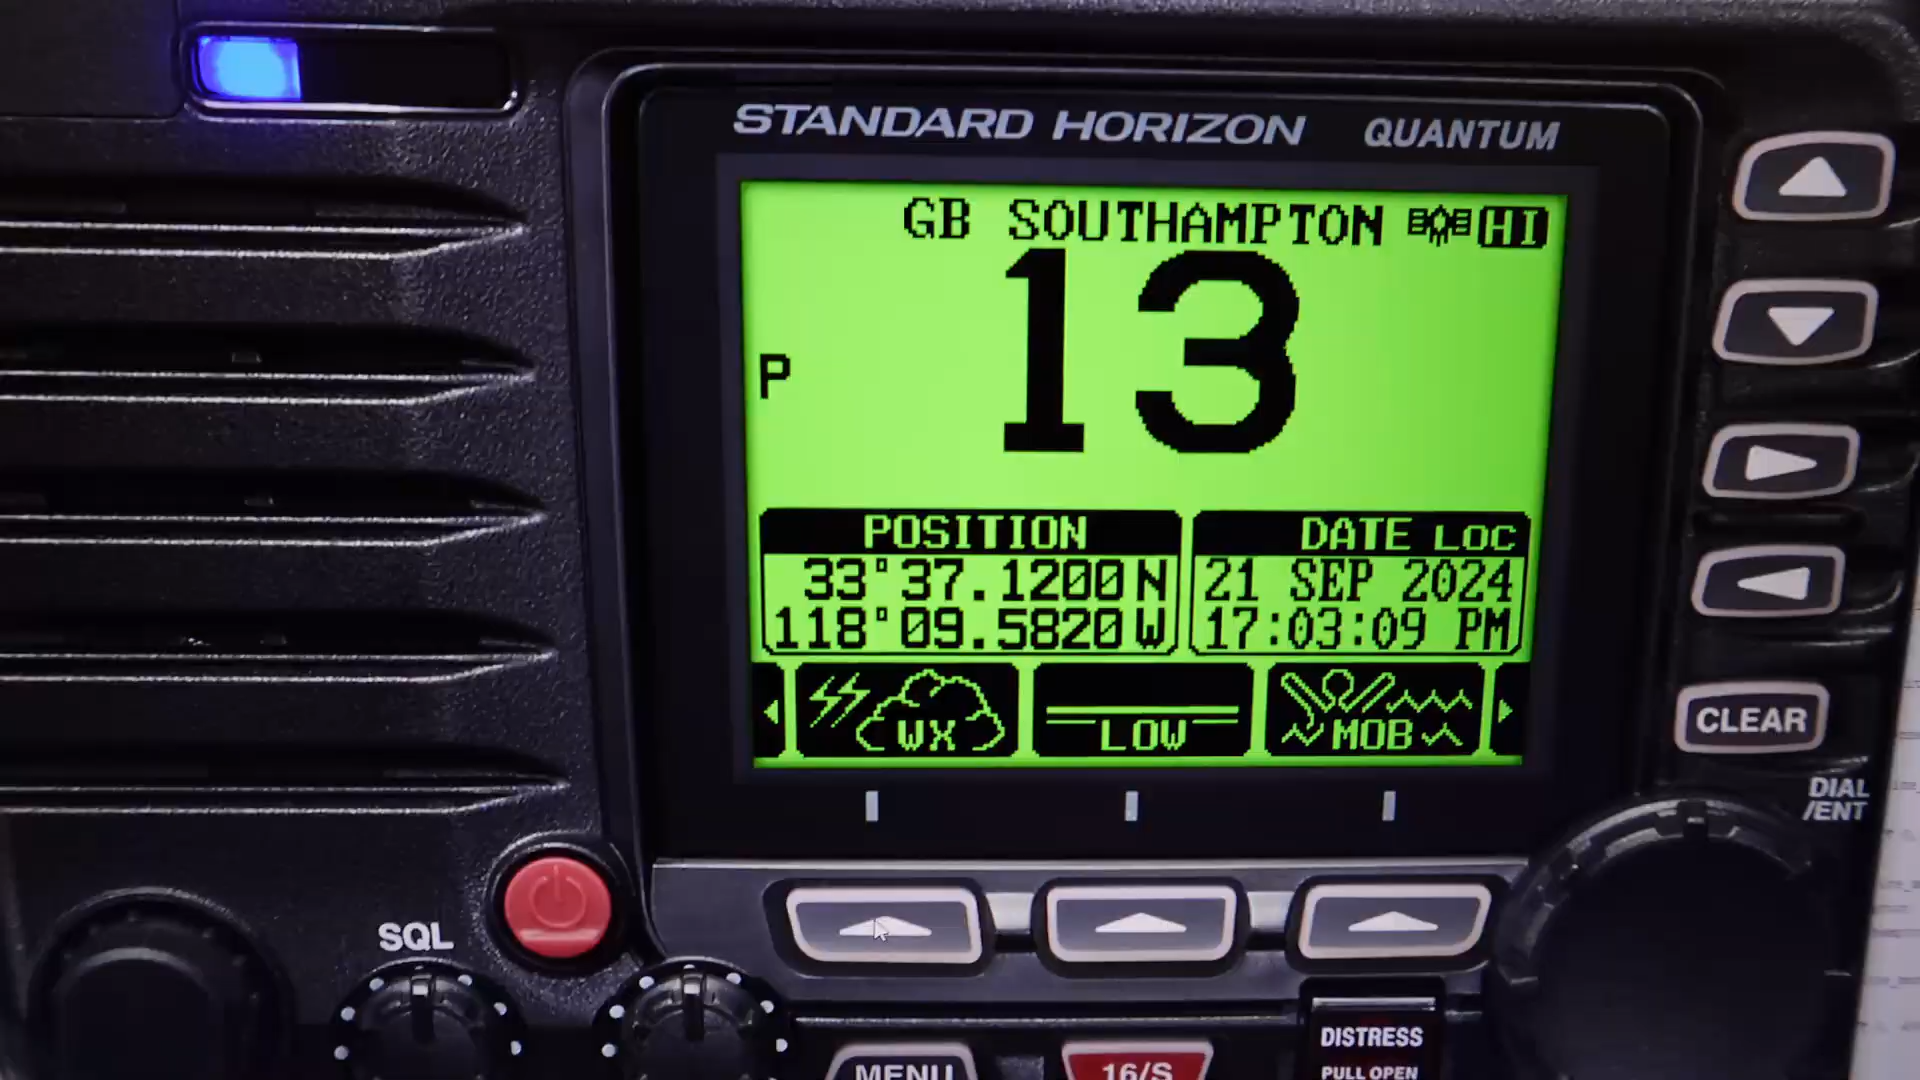 STANDARD HORIZON QUANTUM
GB SOUTHAMPTON HI
13
P
POSITION
33°37.1200N
118°09.5820W
DATE LOC
21 SEP 2024
17:03:09 PM
WX
LOW
MOB
CLEAR
DIAL
/ENT
SQL
MENU
16/S
DISTRESS
PULL OPEN